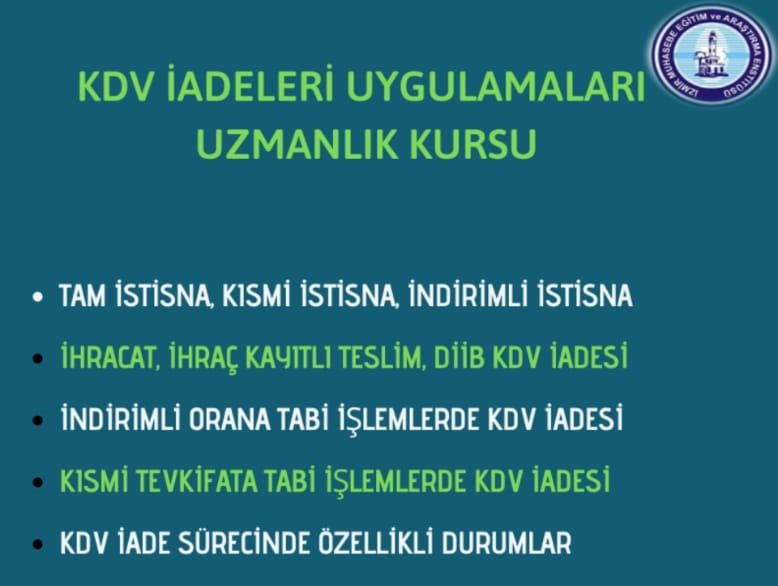 KDV İADELERİ UYGULAMALARI
UZMANLIK KURSU
İZMİR MUHASEBE EĞİTİM ve ARAŞTIRMA ENSTİTÜSÜ
TAM İSTİSNA, KISMİ İSTİSNA, İNDİRİMLİ İSTİSNA
İHRACAT, İHRAÇ KAYITLI TESLİM, DİİB KDV İADESİ
İNDİRİMLİ ORANA TABİ İŞLEMLERDE KDV İADESİ
KISMİ TEVKİFATA TABİ İŞLEMLERDE KDV İADESİ
KDV İADE SÜRECİNDE ÖZELLİKLİ DURUMLAR